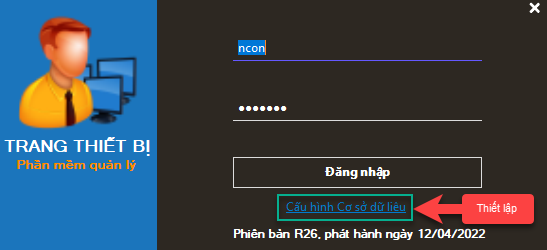 ×
TRANG THIẾT BỊ
Phần mềm quản lý
ncon
•••••••
Đăng nhập
Cấu hình Cơ sở dữ liệu
Thiết lập
Phiên bản R26, phát hành ngày 12/04/2022